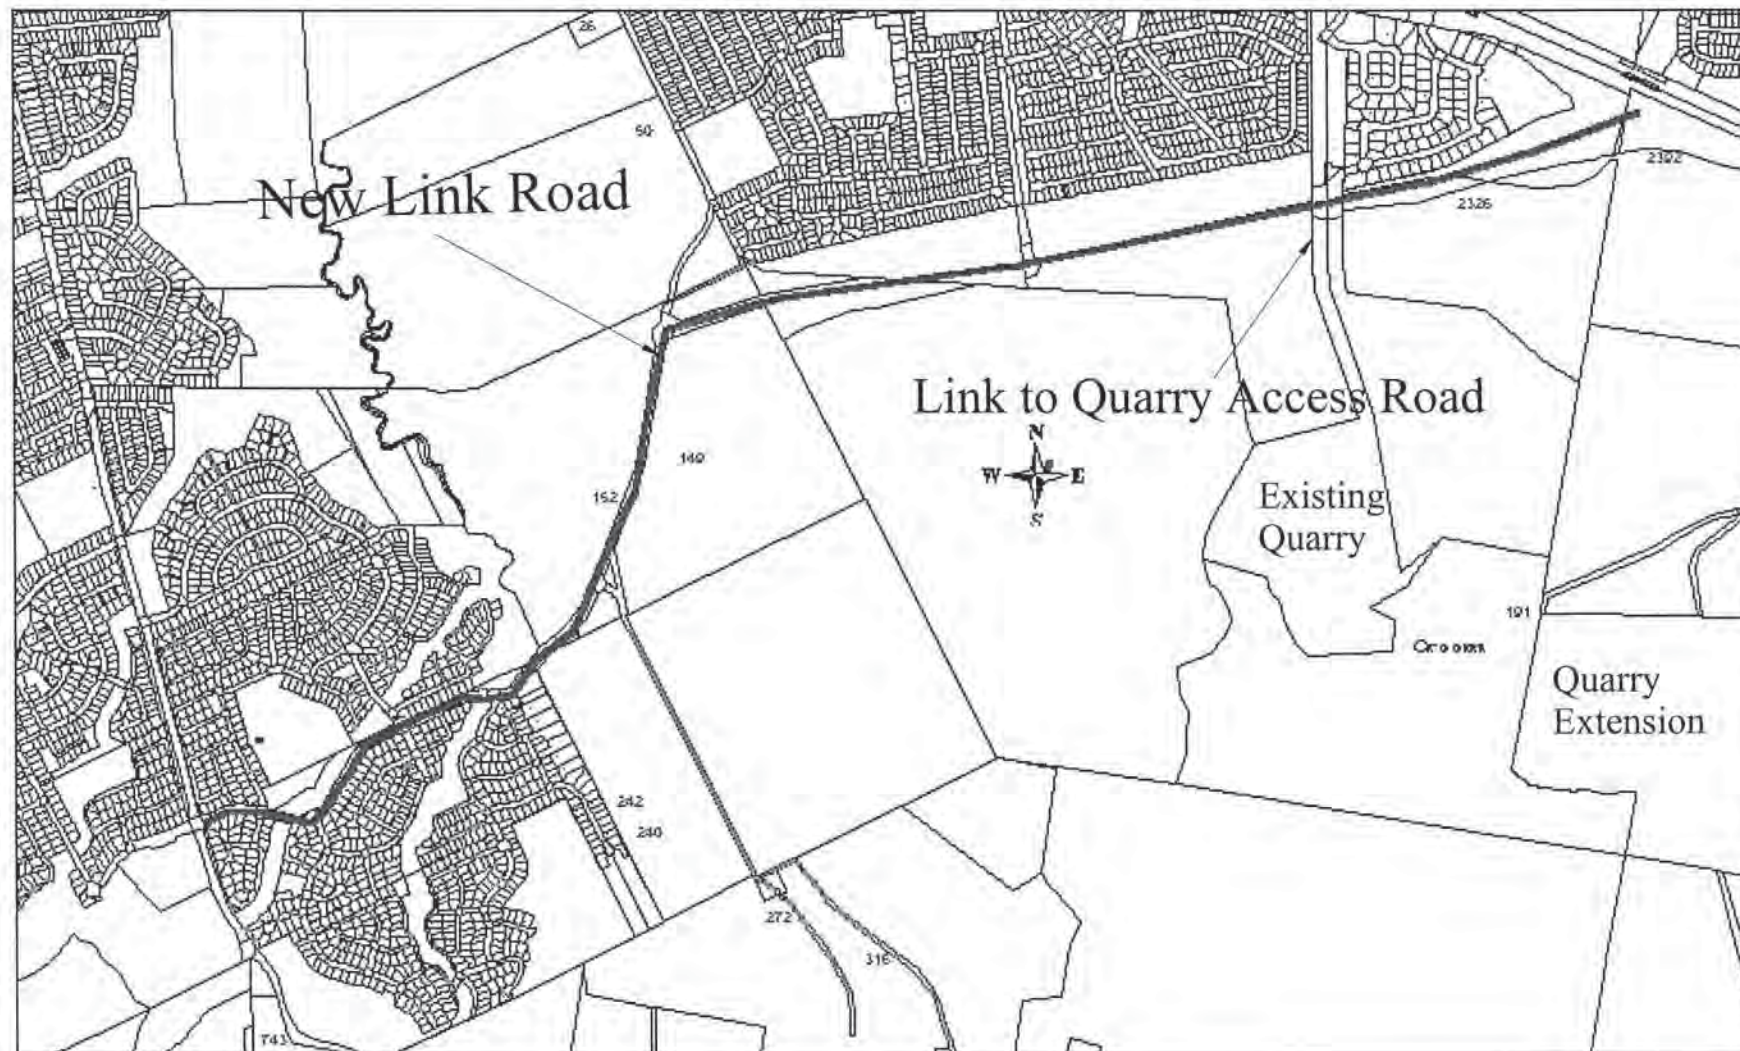 26
50
New Link Road
2302
2326
Link to Quarry Access Road
N
W E
S
149
152
Existing
Quarry
191
Quarry
Extension
242
240
272
316
743